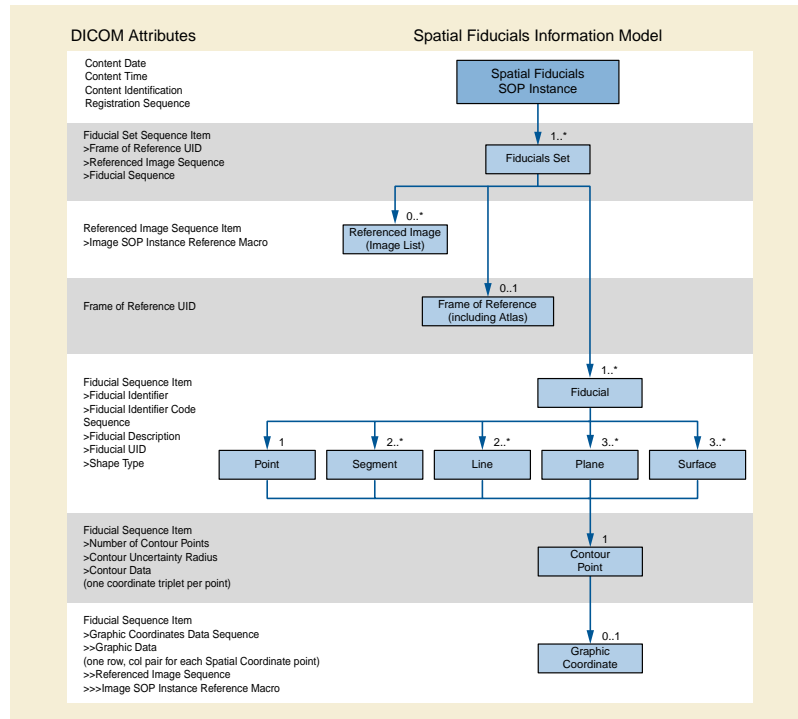 DICOM Attributes
Spatial Fiducials Information Model
Content Date
Content Time
Content Identification
Registration Sequence
Spatial Fiducials
SOP Instance
Fiducial Set Sequence Item
>Frame of Reference UID
>Referenced Image Sequence
>Fiducial Sequence
1..*
Fiducials Set
Referenced Image Sequence Item
>Image SOP Instance Reference Macro
0..*
Referenced Image
(Image List)
Frame of Reference UID
0..1
Frame of Reference
(including Atlas)
Fiducial Sequence Item
>Fiducial Identifier
>Fiducial Identifier Code
Sequence
>Fiducial Description
>Fiducial UID
>Shape Type
1..*
Fiducial
1
2..*
2..*
3..*
3..*
Point
Segment
Line
Plane
Surface
Fiducial Sequence Item
>Number of Contour Points
>Contour Uncertainty Radius
>Contour Data
(one coordinate triplet per point)
1
Contour
Point
Fiducial Sequence Item
>Graphic Coordinates Data Sequence
>>Graphic Data
(one row, col pair for each Spatial Coordinate point)
>>Referenced Image Sequence
>>>Image SOP Instance Reference Macro
0..1
Graphic
Coordinate